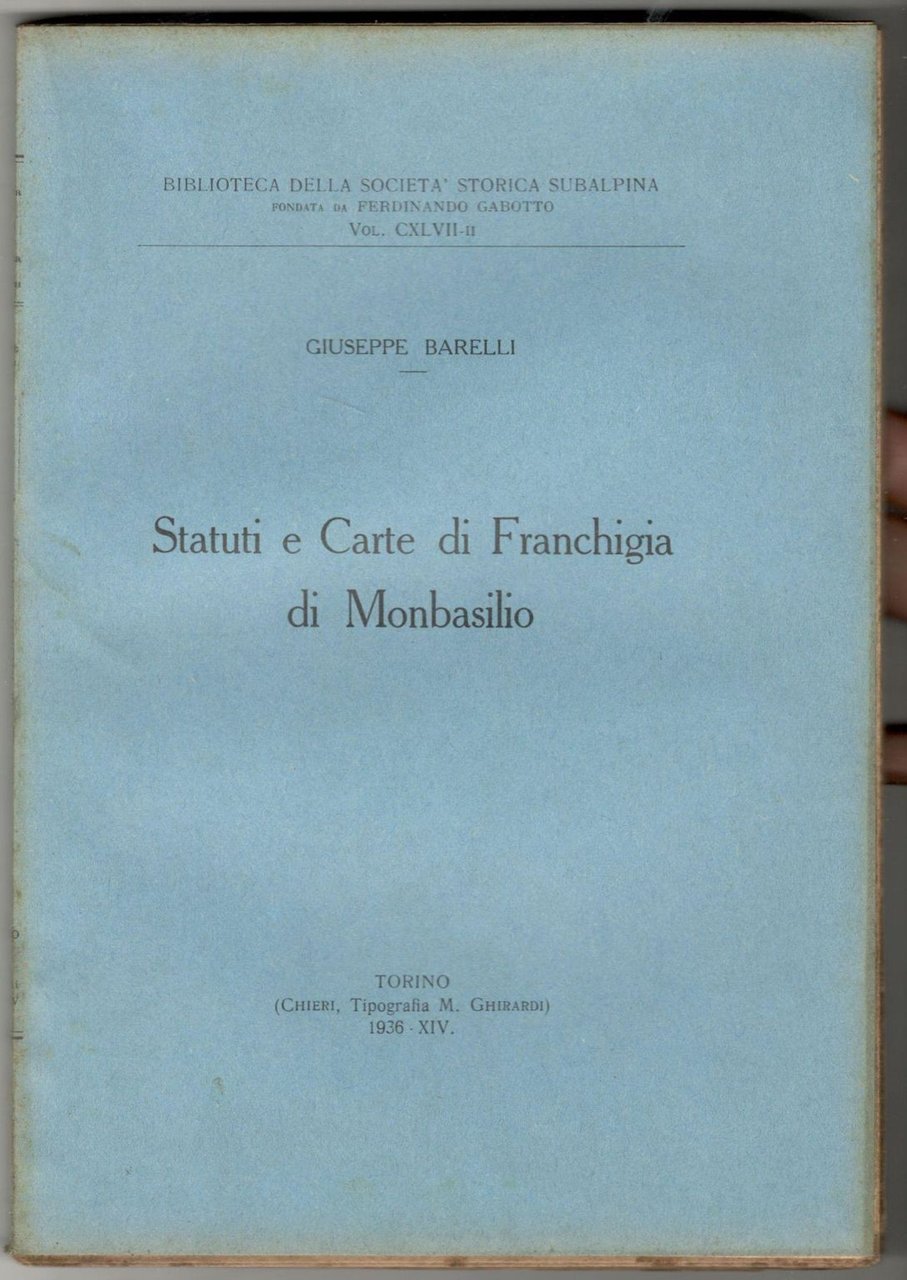 BIBLIOTECA DELLA SOCIETA' STORICA SUBALPINA
FONDATA DA FERDINANDO GABOTTO
VOL. CXLVII-II
GIUSEPPE BARELLI
Statuti e Carte di Franchigia
di Monbasilio
TORINO
(CHIERI, Tipografia M. GHIRARDI)
1936 - XIV.